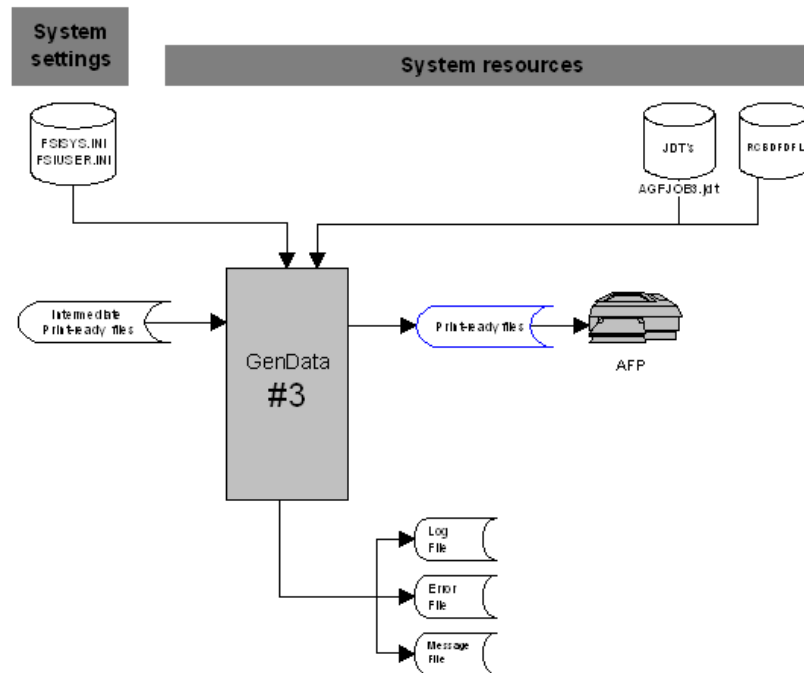 System
settings
System resources
FSISYS.INI
FSIUSER.INI
JDT's
RCBDFDFL
AGFJOB3.jdt
Intermediate
Print-ready files
GenData
#3
Print-ready files
AFP
Log
File
Error
File
Message
File